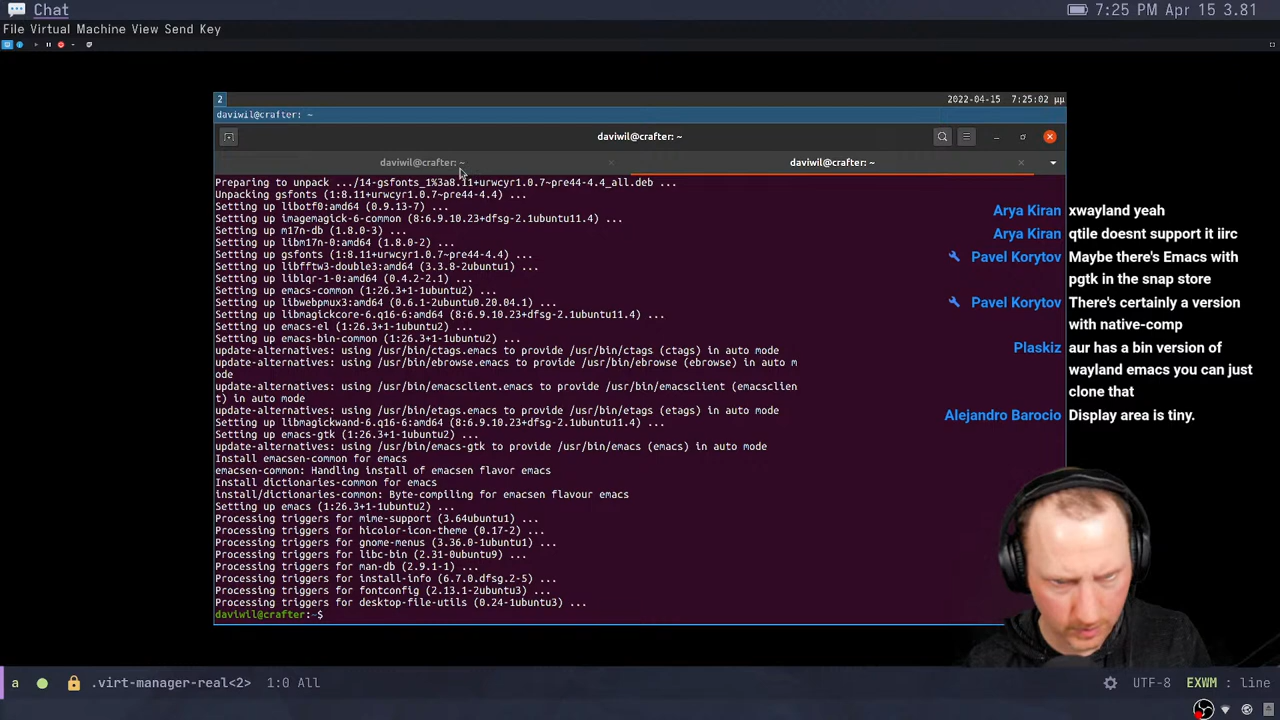 Chat
7:25 PM Apr 15 3.81
File Virtual Machine View Send Key
2
2022-04-15 7:25:02 μμ
daviwil@crafter: ~
daviwil@crafter: ~
daviwil@crafter: ~
daviwil@crafter: ~
Preparing to unpack .../14-gsfonts_1%3a8.11+urwcyr1.0.7~pre44-4.4_all.deb ...
Unpacking gsfonts (1:8.11+urwcyr1.0.7~pre44-4.4) ...
Setting up libotf0:amd64 (0.9.13-7) ...
Setting up imagemagick-6-common (8:6.9.10.23+dfsg-2.1ubuntu11.4) ...
Setting up m17n-db (1.8.0-3) ...
Setting up libm17n-0:amd64 (1.8.0-2) ...
Setting up gsfonts (1:8.11+urwcyr1.0.7~pre44-4.4) ...
Setting up libfftw3-double3:amd64 (3.3.8-2ubuntu1) ...
Setting up liblqr-1-0:amd64 (0.4.2-2.1) ...
Setting up emacs-common (1:26.3+1-1ubuntu2) ...
Setting up libwebpmux3:amd64 (0.6.1-2ubuntu0.20.04.1) ...
Setting up libmagickcore-6.q16-6:amd64 (8:6.9.10.23+dfsg-2.1ubuntu11.4) ...
Setting up emacs-el (1:26.3+1-1ubuntu2) ...
Setting up emacs-bin-common (1:26.3+1-1ubuntu2) ...
update-alternatives: using /usr/bin/ctags.emacs to provide /usr/bin/ctags (ctags) in auto mode
update-alternatives: using /usr/bin/ebrowse.emacs to provide /usr/bin/ebrowse (ebrowse) in auto m
ode
update-alternatives: using /usr/bin/emacsclient.emacs to provide /usr/bin/emacsclient (emacsclien
t) in auto mode
update-alternatives: using /usr/bin/etags.emacs to provide /usr/bin/etags (etags) in auto mode
Setting up libmagickwand-6.q16-6:amd64 (8:6.9.10.23+dfsg-2.1ubuntu11.4) ...
Setting up emacs-gtk (1:26.3+1-1ubuntu2) ...
update-alternatives: using /usr/bin/emacs-gtk to provide /usr/bin/emacs (emacs) in auto mode
Install emacsen-common for emacs
emacsen-common: Handling install of emacsen flavor emacs
Install dictionaries-common for emacs
install/dictionaries-common: Byte-compiling for emacsen flavour emacs
Setting up emacs (1:26.3+1-1ubuntu2) ...
Processing triggers for mime-support (3.64ubuntu1) ...
Processing triggers for hicolor-icon-theme (0.17-2) ...
Processing triggers for gnome-menus (3.36.0-1ubuntu1) ...
Processing triggers for libc-bin (2.31-0ubuntu9) ...
Processing triggers for man-db (2.9.1-1) ...
Processing triggers for install-info (6.7.0.dfsg.2-5) ...
Processing triggers for fontconfig (2.13.1-2ubuntu3) ...
Processing triggers for desktop-file-utils (0.24-1ubuntu3) ...
daviwil@crafter:~$
Arya Kiran xwayland yeah
Arya Kiran qtile doesnt support it iirc
Pavel Korytov Maybe there's Emacs with
pgtk in the snap store
Pavel Korytov There's certainly a version
with native-comp
Plaskiz aur has a bin version of
wayland emacs you can just
clone that
Alejandro Barocio Display area is tiny.
a .virt-manager-real<2> 1:0 All
UTF-8 EXWM : line